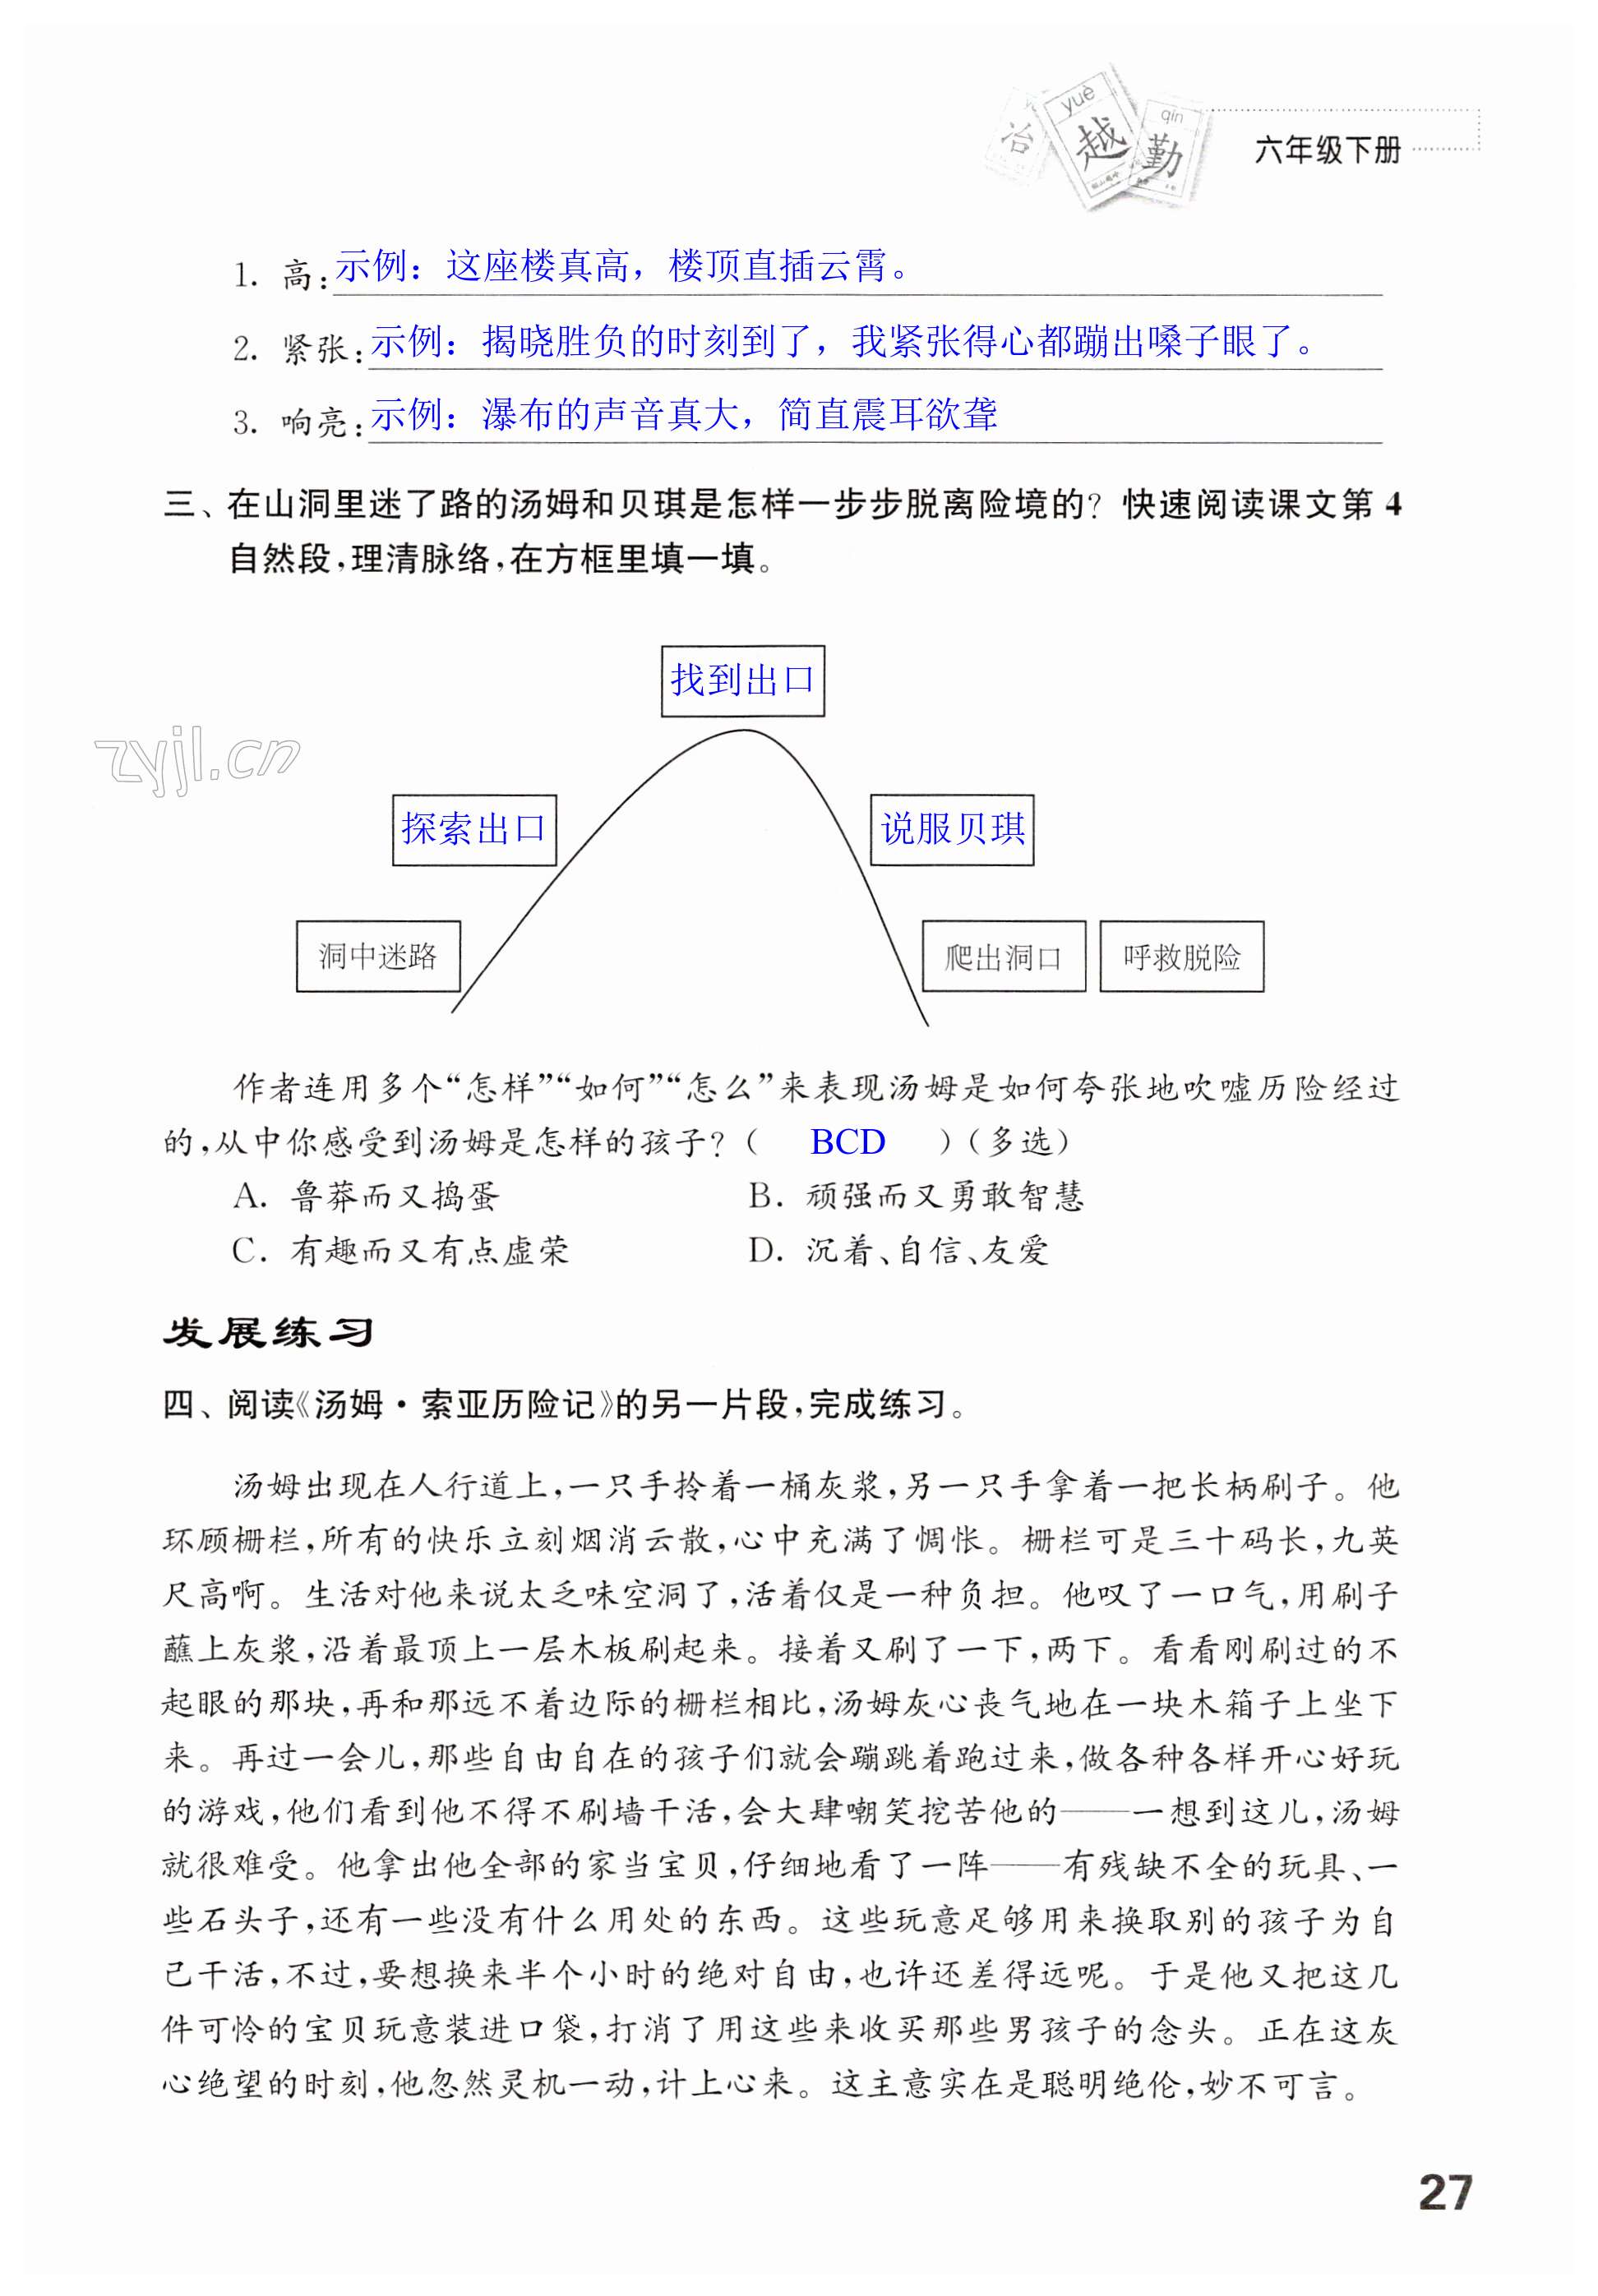 冶
yuè
越
qín
勤
六年级下册
1. 高:示例：这座楼真高，楼顶直插云霄。
2. 紧张:示例：揭晓胜负的时刻到了，我紧张得心都蹦出嗓子眼了。
3. 响亮:示例：瀑布的声音真大，简直震耳欲聋
三、在山洞里迷了路的汤姆和贝琪是怎样一步步脱离险境的？快速阅读课文第 4
自然段，理清脉络，在方框里填一填。
找到出口
zyjl.cn
探索出口 说服贝琪
洞中迷路 爬出洞口 呼救脱险
作者连用多个“怎样”“如何”“怎么”来表现汤姆是如何夸张地吹嘘历险经过
的，从中你感受到汤姆是怎样的孩子？（ BCD ）（多选）
A. 鲁莽而又捣蛋 B. 顽强而又勇敢智慧
C. 有趣而又有点虚荣 D. 沉着、自信、友爱
发展练习
四、阅读《汤姆·索亚历险记》的另一片段，完成练习。
汤姆出现在人行道上，一只手拎着一桶灰浆，另一只手拿着一把长柄刷子。他
环顾栅栏，所有的快乐立刻烟消云散，心中充满了惆怅。栅栏可是三十码长，九英
尺高啊。生活对他来说太乏味空洞了，活着仅是一种负担。他叹了一口气，用刷子
蘸上灰浆，沿着最顶上一层木板刷起来。接着又刷了一下，两下。看看刚刷过的不
起眼的那块，再和那远不着边际的栅栏相比，汤姆灰心丧气地在一块木箱子上坐下
来。再过一会儿，那些自由自在的孩子们就会蹦跳着跑过来，做各种各样开心好玩
的游戏，他们看到他不得不刷墙干活，会大肆嘲笑挖苦他的——一想到这儿，汤姆
就很难受。他拿出他全部的家当宝贝，仔细地看了一阵——有残缺不全的玩具、一
些石头子，还有一些没有什么用处的东西。这些玩意足够用来换取别的孩子为自
己干活，不过，要想换来半个小时的绝对自由，也许还差得远呢。于是他又把这几
件可怜的宝贝玩意装进口袋，打消了用这些来收买那些男孩子的念头。正在这灰
心绝望的时刻，他忽然灵机一动，计上心来。这主意实在是聪明绝伦，妙不可言。
27